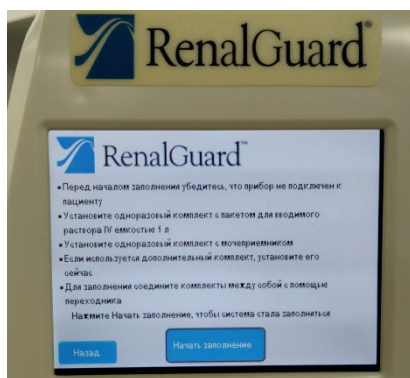 RenalGuard®
RenalGuard™
•Перед началом заполнения убедитесь, что прибор не подключен к
пациенту
•Установите одноразовый комплект с пакетом для вводимого
раствора IV емкостью 1 л
•Установите одноразовый комплект с мочеприемником
•Если используется дополнительный комплект, установите его
сейчас
•Для заполнения соедините комплекты между собой с помощью
переходника
Нажмите Начать заполнение, чтобы система стала заполняться
Назад
Начать заполнение